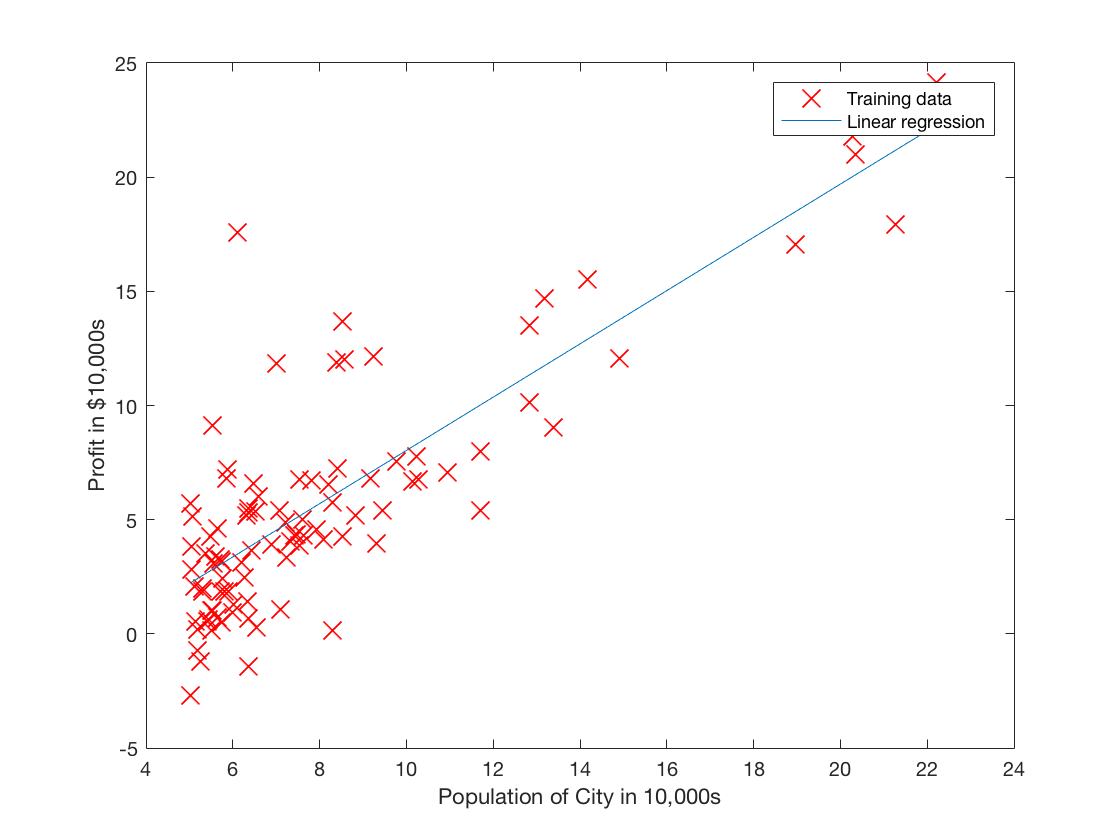 25
20
15
10
5
0
-5
4 6 8 10 12 14 16 18 20 22 24
Profit in $10,000s
Population of City in 10,000s
Training data
Linear regression